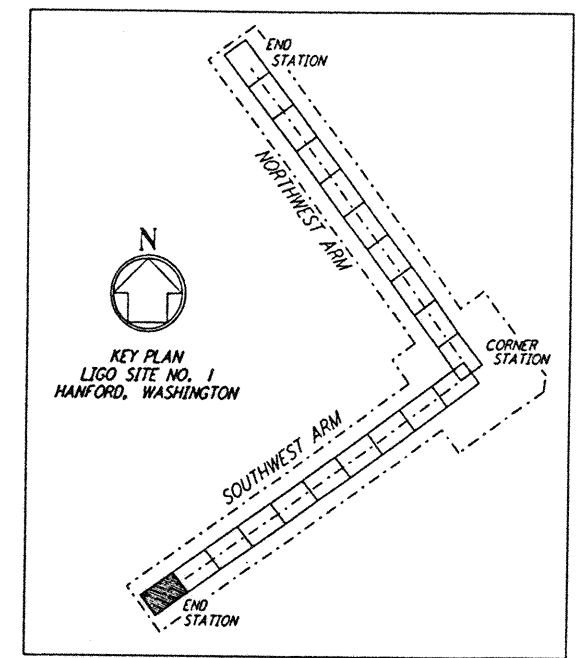 END
STATION
NORTHWEST ARM
N
KEY PLAN
LIGO SITE NO. 1
HANFORD, WASHINGTON
CORNER
STATION
SOUTHWEST ARM
END
STATION